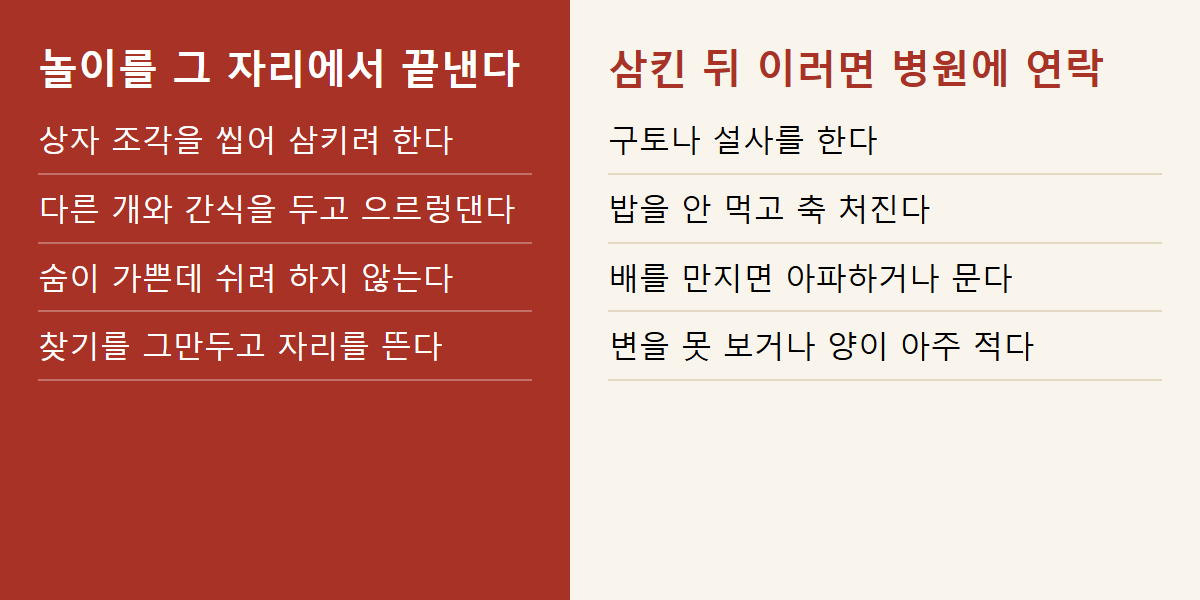 놀이를 그 자리에서 끝낸다
상자 조각을 씹어 삼키려 한다
다른 개와 간식을 두고 으르렁댄다
숨이 가쁜데 쉬려 하지 않는다
찾기를 그만두고 자리를 뜬다
삼킨 뒤 이러면 병원에 연락
구토나 설사를 한다
밥을 안 먹고 축 처진다
배를 만지면 아파하거나 문다
변을 못 보거나 양이 아주 적다